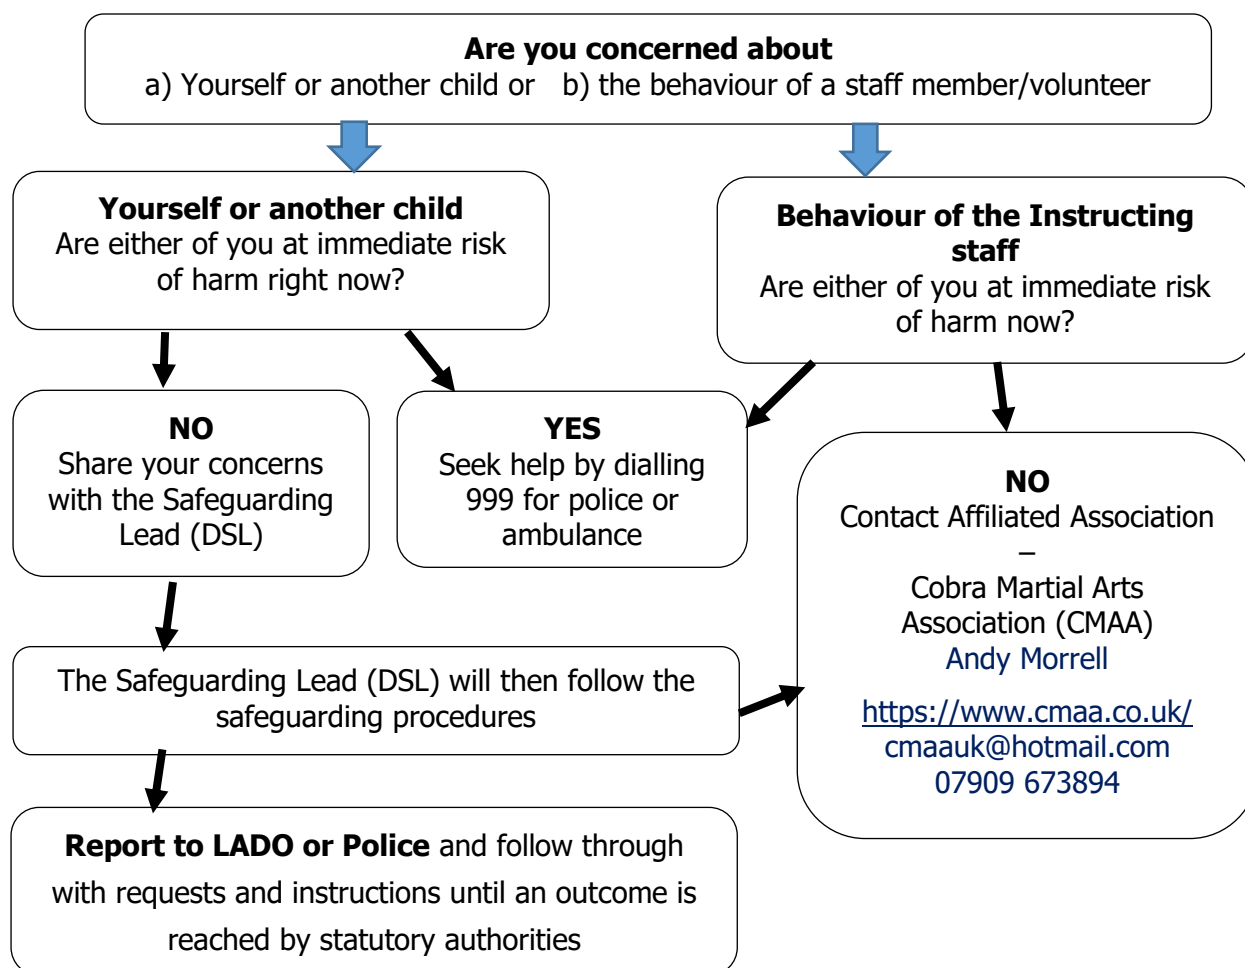 Are you concerned about
a) Yourself or another child or b) the behaviour of a staff member/volunteer
Yourself or another child
Are either of you at immediate risk
of harm right now?
Behaviour of the Instructing
staff
Are either of you at immediate risk
of harm now?
NO
Share your concerns
with the Safeguarding
Lead (DSL)
YES
Seek help by dialling
999 for police or
ambulance
NO
Contact Affiliated Association
–
Cobra Martial Arts
Association (CMAA)
Andy Morrell
https://www.cmaa.co.uk/
cmaauk@hotmail.com
07909 673894
The Safeguarding Lead (DSL) will then follow the
safeguarding procedures
Report to LADO or Police and follow through
with requests and instructions until an outcome is
reached by statutory authorities